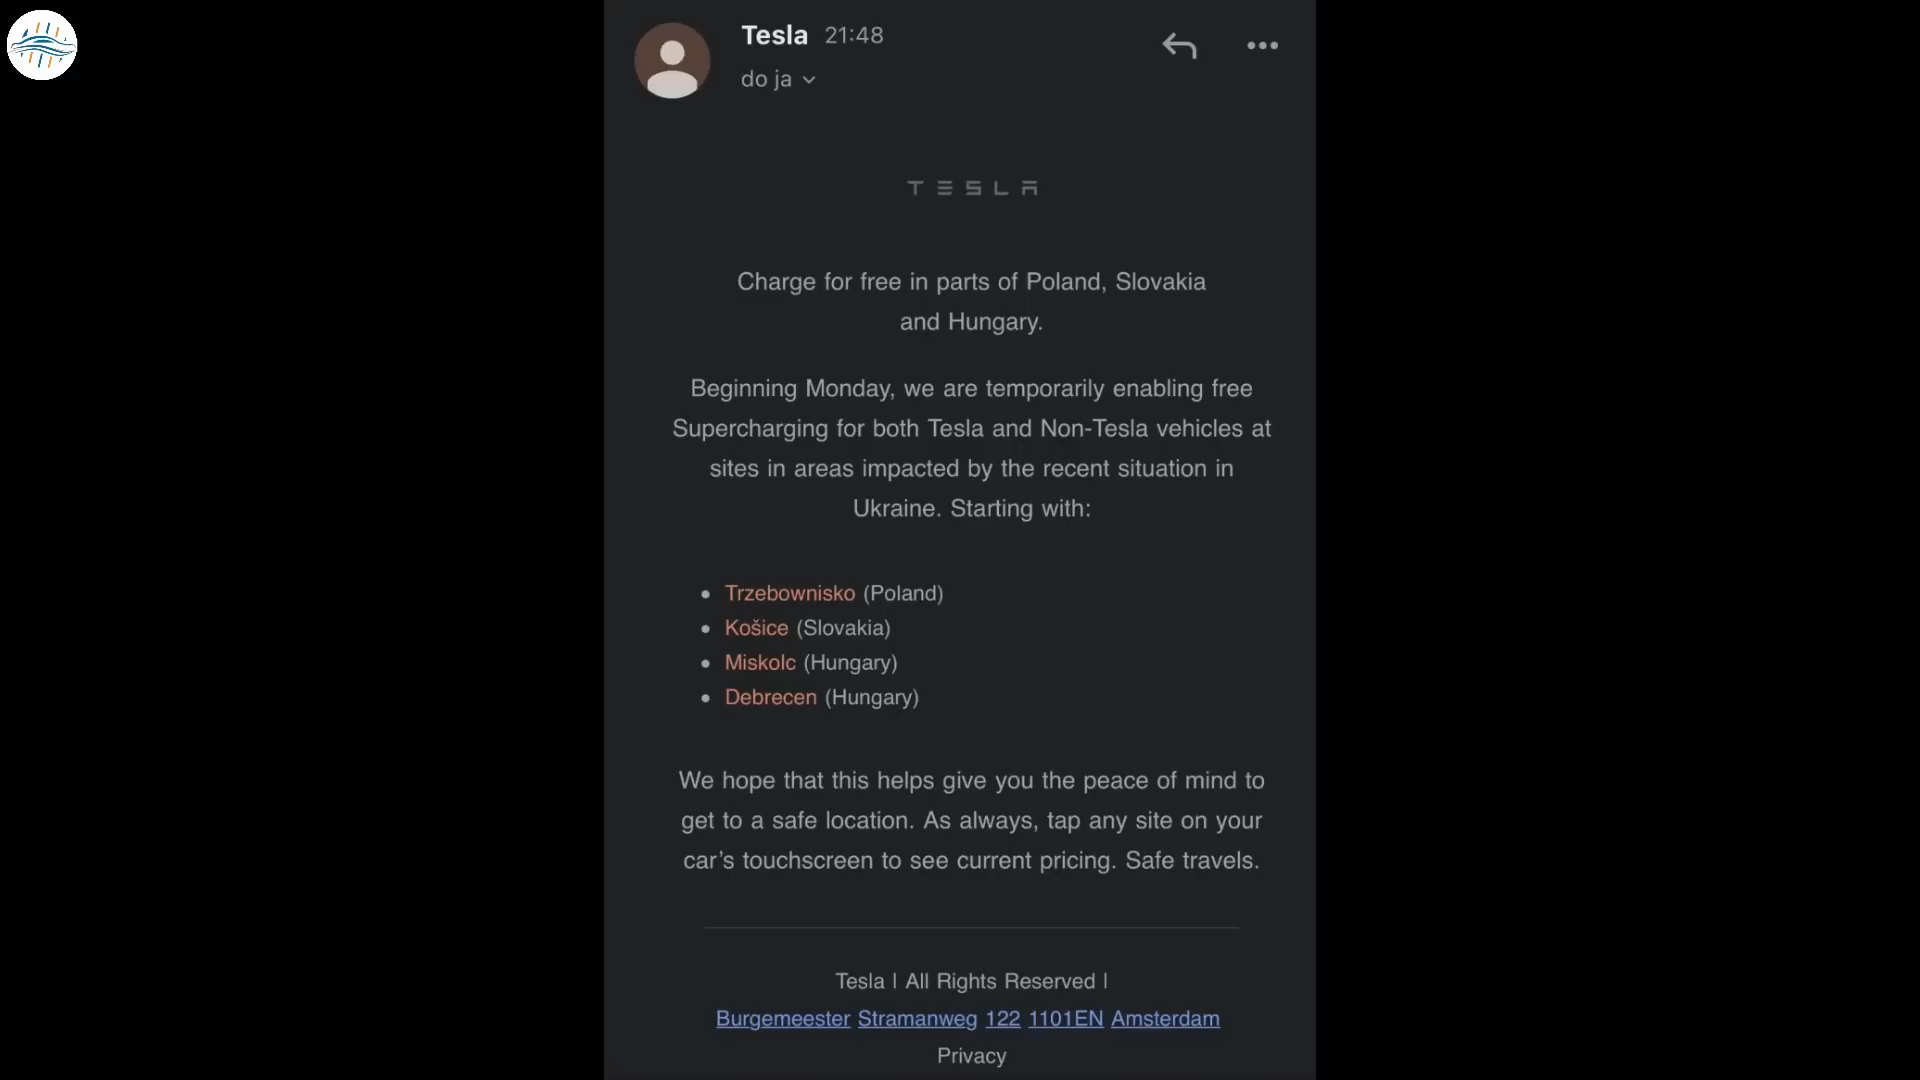 Tesla 21:48
do ja
TESLA
Charge for free in parts of Poland, Slovakia
and Hungary.
Beginning Monday, we are temporarily enabling free
Supercharging for both Tesla and Non-Tesla vehicles at
sites in areas impacted by the recent situation in
Ukraine. Starting with:
• Trzebownisko (Poland)
• Košice (Slovakia)
• Miskolc (Hungary)
• Debrecen (Hungary)
We hope that this helps give you the peace of mind to
get to a safe location. As always, tap any site on your
car’s touchscreen to see current pricing. Safe travels.
Tesla | All Rights Reserved |
Burgemeester Stramanweg 122 1101EN Amsterdam
Privacy